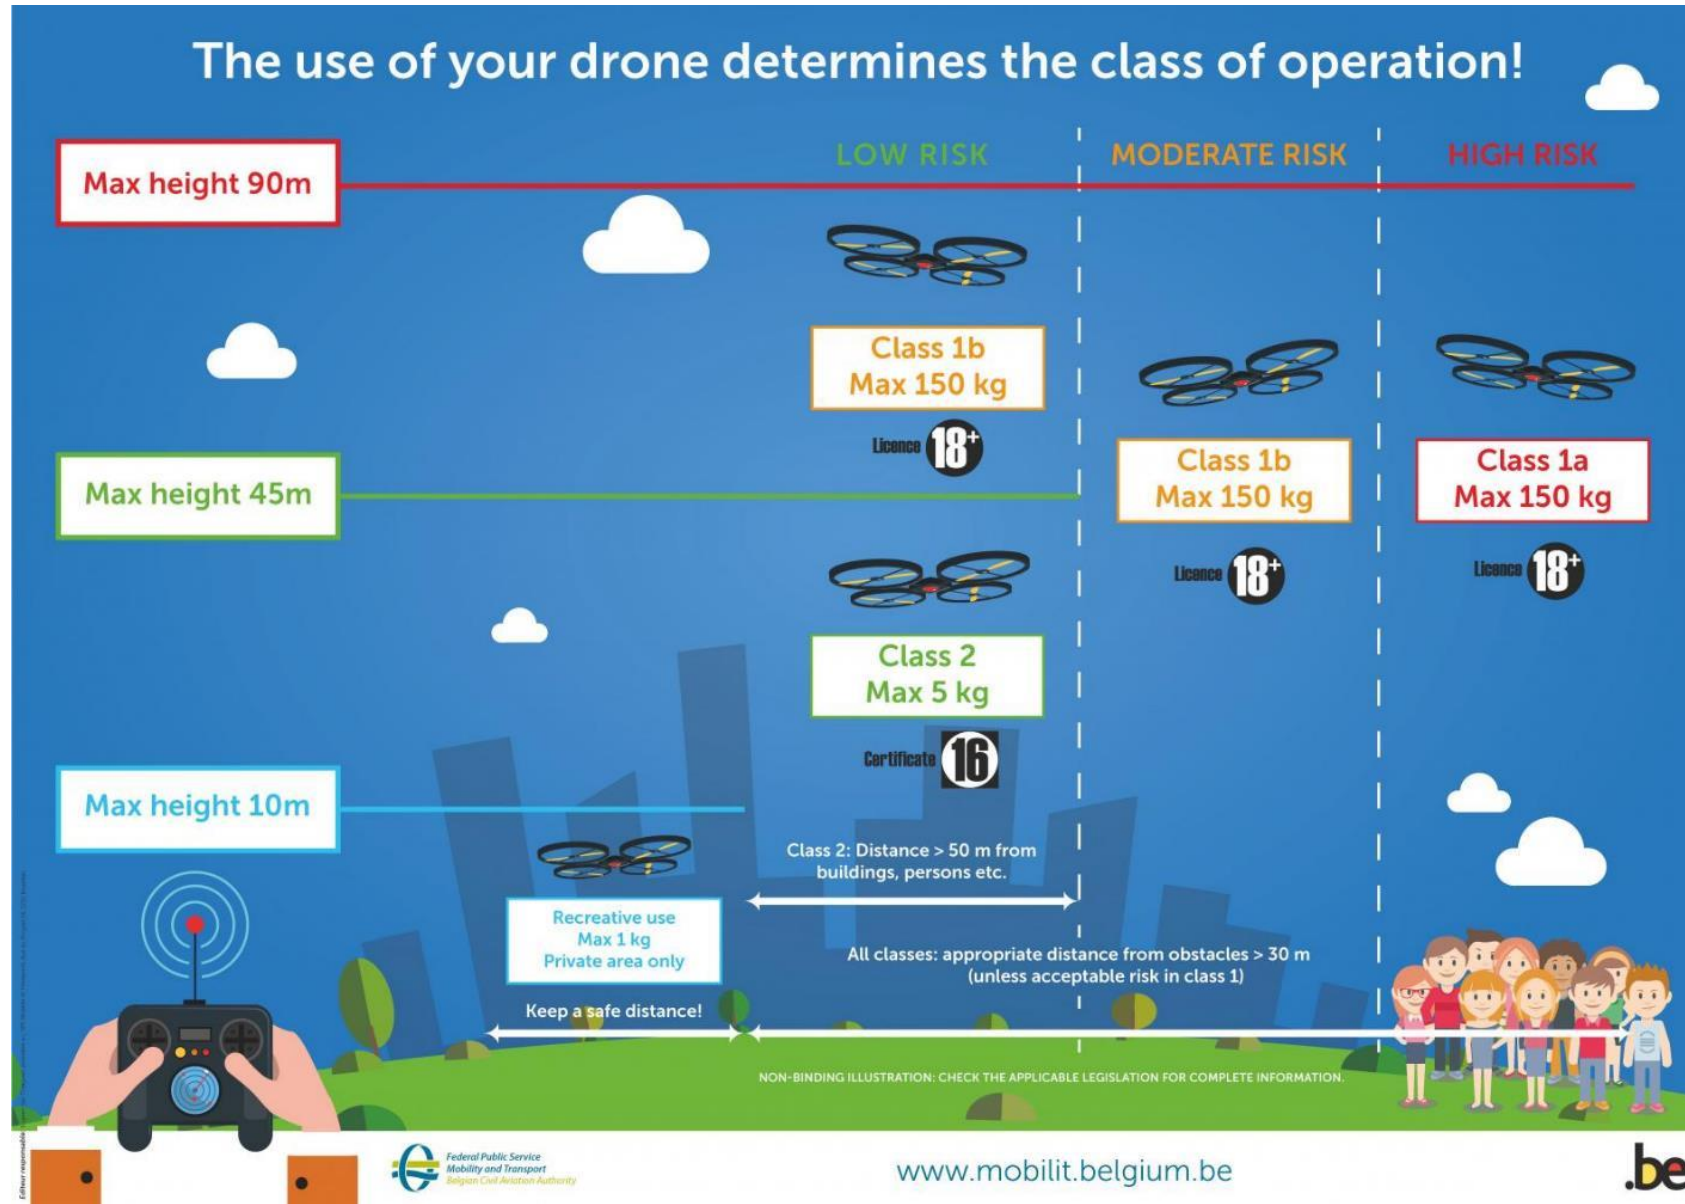 The use of your drone determines the class of operation!
LOW RISK
MODERATE RISK
HIGH RISK
Max height 90m
Class 1b
Max 150 kg
Licence 18+
Max height 45m
Class 1b
Max 150 kg
Licence 18+
Class 1a
Max 150 kg
Licence 18+
Class 2
Max 5 kg
Certificate 16
Max height 10m
Class 2: Distance > 50 m from
buildings, persons etc.
Recreative use
Max 1 kg
Private area only
All classes: appropriate distance from obstacles > 30 m
(unless acceptable risk in class 1)
Keep a safe distance!
NON-BINDING ILLUSTRATION: CHECK THE APPLICABLE LEGISLATION FOR COMPLETE INFORMATION.
Editeur responsable
Federal Public Service
Mobility and Transport
Belgian Civil Aviation Authority
www.mobilit.belgium.be
.be